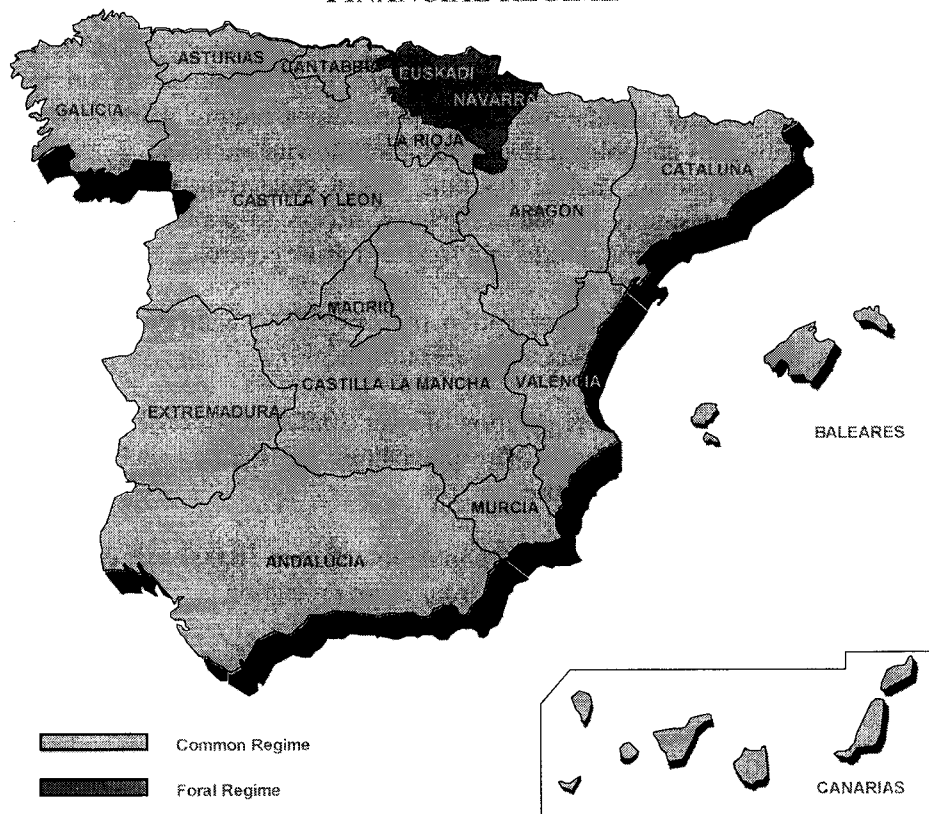 ASTURIAS
CANTABRIA
EUSKADI
GALICIA
NAVARRA
LA RIOJA
CATALUÑA
CASTILLA Y LEON
ARAGON
MADRID
CASTILLA LA MANCHA
VALENCIA
EXTREMADURA
BALEARES
MURCIA
ANDALUCIA
Common Regime
Foral Regime
CANARIAS